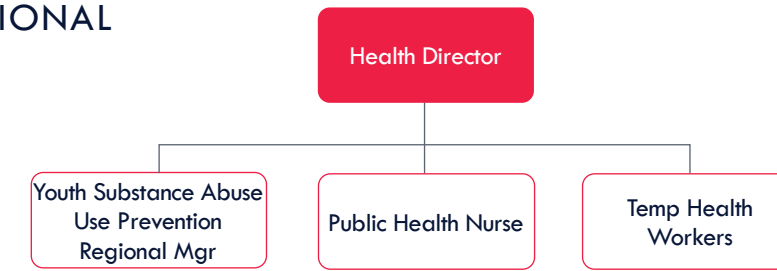 IONAL
Health Director
Youth Substance Abuse
Use Prevention
Regional Mgr
Public Health Nurse
Temp Health
Workers